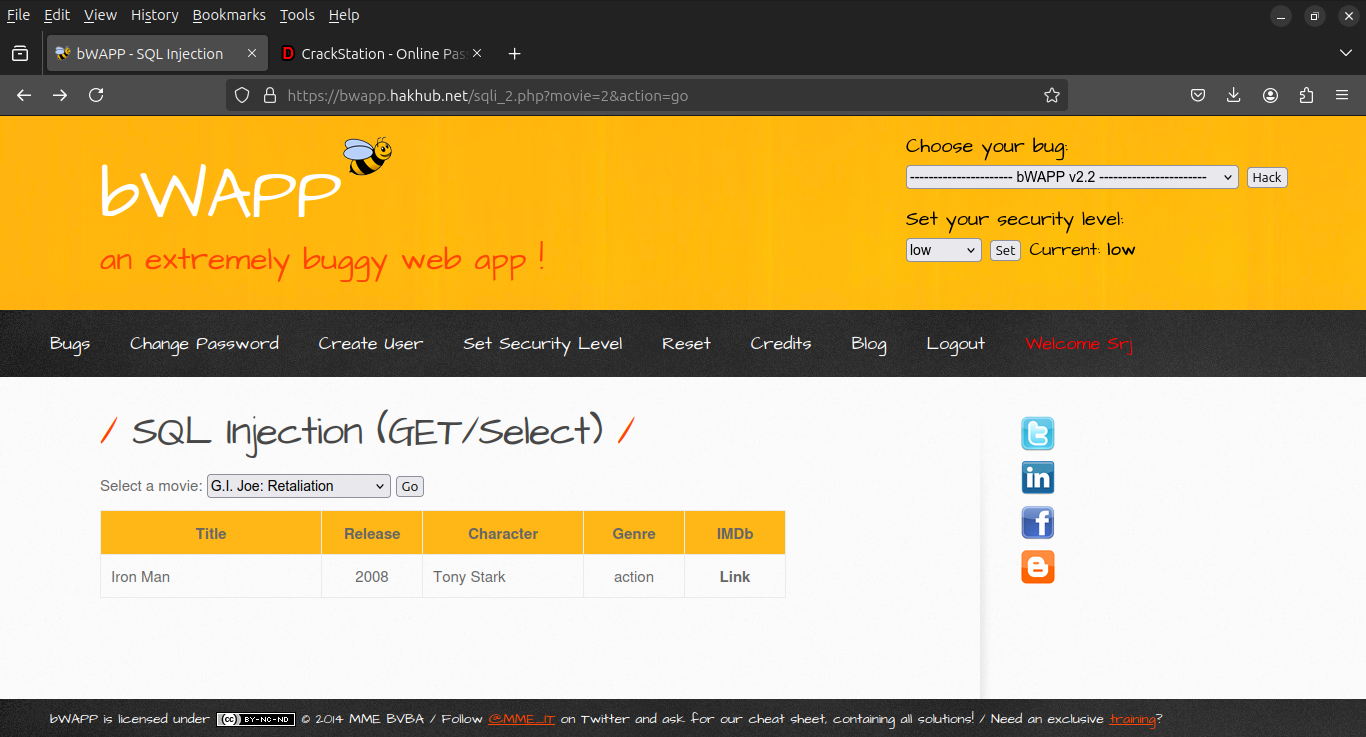 File Edit View History Bookmarks Tools Help
bWAPP - SQL Injection
CrackStation - Online Pas
https://bwapp.hakhub.net/sqli_2.php?movie=2&action=go
bWAPP
an extremely buggy web app !
Choose your bug:
---------------------- bWAPP v2.2 -----------------------
Hack
Set your security level:
low
Set
Current: low
Bugs
Change Password
Create User
Set Security Level
Reset
Credits
Blog
Logout
Welcome Srj
/ SQL Injection (GET/Select) /
Select a movie: G.I. Joe: Retaliation Go
Title Release Character Genre IMDb
Iron Man 2008 Tony Stark action Link
bWAPP is licensed under (cc) BY-NC-ND © 2014 MME BVBA / Follow @MME_IT on Twitter and ask for our cheat sheet, containing all solutions! / Need an exclusive training?